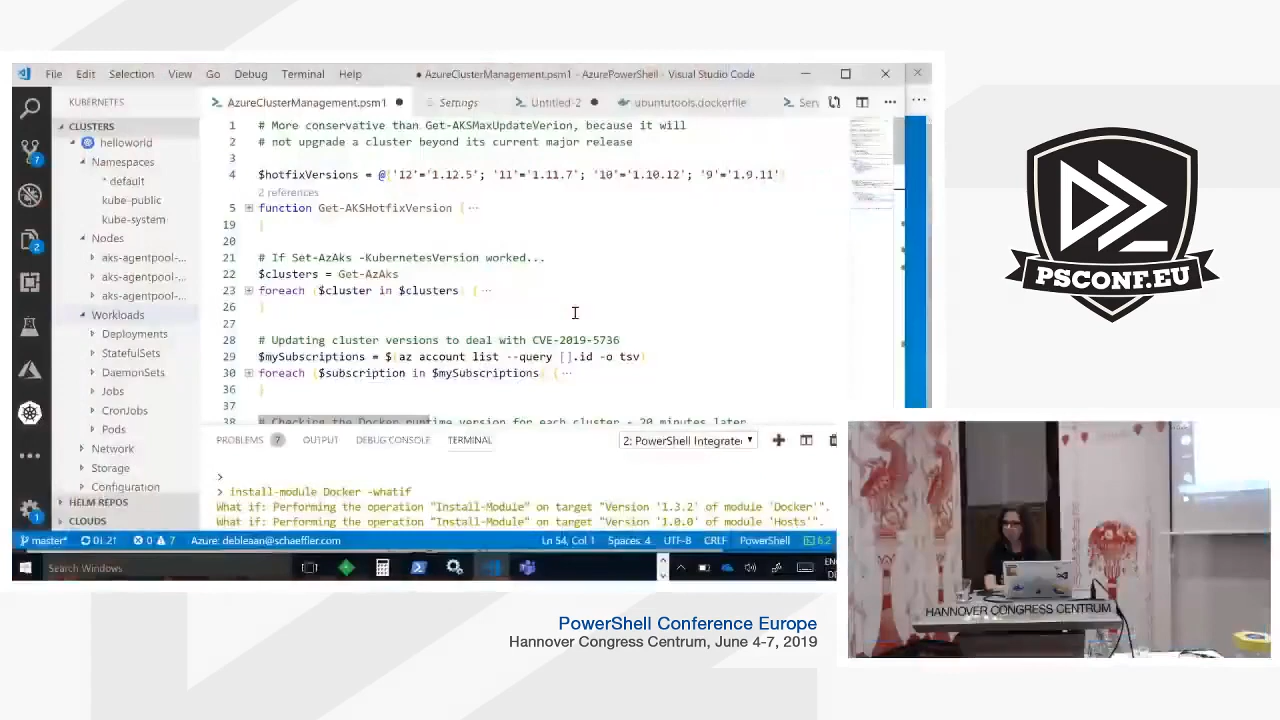 File Edit Selection View Go Debug Terminal Help
● AzureClusterManagement.psm1 - AzurePowerShell - Visual Studio Code
KUBERNETES
AzureClusterManagement.psm1
Settings
Untitled-2
ubuntutools.dockerfile
CLUSTERS
default
kube-public
kube-system
Nodes
aks-agentpool-...
aks-agentpool-...
aks-agentpool-...
Workloads
Deployments
StatefulSets
DaemonSets
Jobs
CronJobs
Pods
Network
Storage
Configuration
HELM REPOS
CLOUDS
1 # More conservative than Get-AKSMaxUpdateVerion, because it will
2 # not upgrade a cluster beyond its current major release
3
4 $hotfixVersions = @{ '11'='1.11.7'; '10'='1.10.12'; '9'='1.9.11'}
2 references
5 function Get-AKSHotfixVersion { ...
19 }
20
21 # If Set-AzAks -KubernetesVersion worked...
22 $clusters = Get-AzAks
23 foreach ($cluster in $clusters) { ...
26 }
27
28 # Updating cluster versions to deal with CVE-2019-5736
29 $mySubscriptions = $(az account list --query [].id -o tsv)
30 foreach ($subscription in $mySubscriptions) { ...
36 }
37
38 # Checking the Docker runtime version for each cluster ~ 20 minutes later
PROBLEMS 7 OUTPUT DEBUG CONSOLE TERMINAL
2: PowerShell Integrate
>
> install-module Docker -whatif
What if: Performing the operation "Install-Module" on target "Version '1.3.2' of module 'Docker'".
What if: Performing the operation "Install-Module" on target "Version '1.0.0' of module 'Hosts'".
master* 0↓ 2↑ 0 7 Azure: debleaan@schaeffler.com Ln 54, Col 1 Spaces: 4 UTF-8 CRLF PowerShell 6.2
Search Windows
PSCONF.EU
HANNOVER CONGRESS CENTRUM
PowerShell Conference Europe
Hannover Congress Centrum, June 4-7, 2019